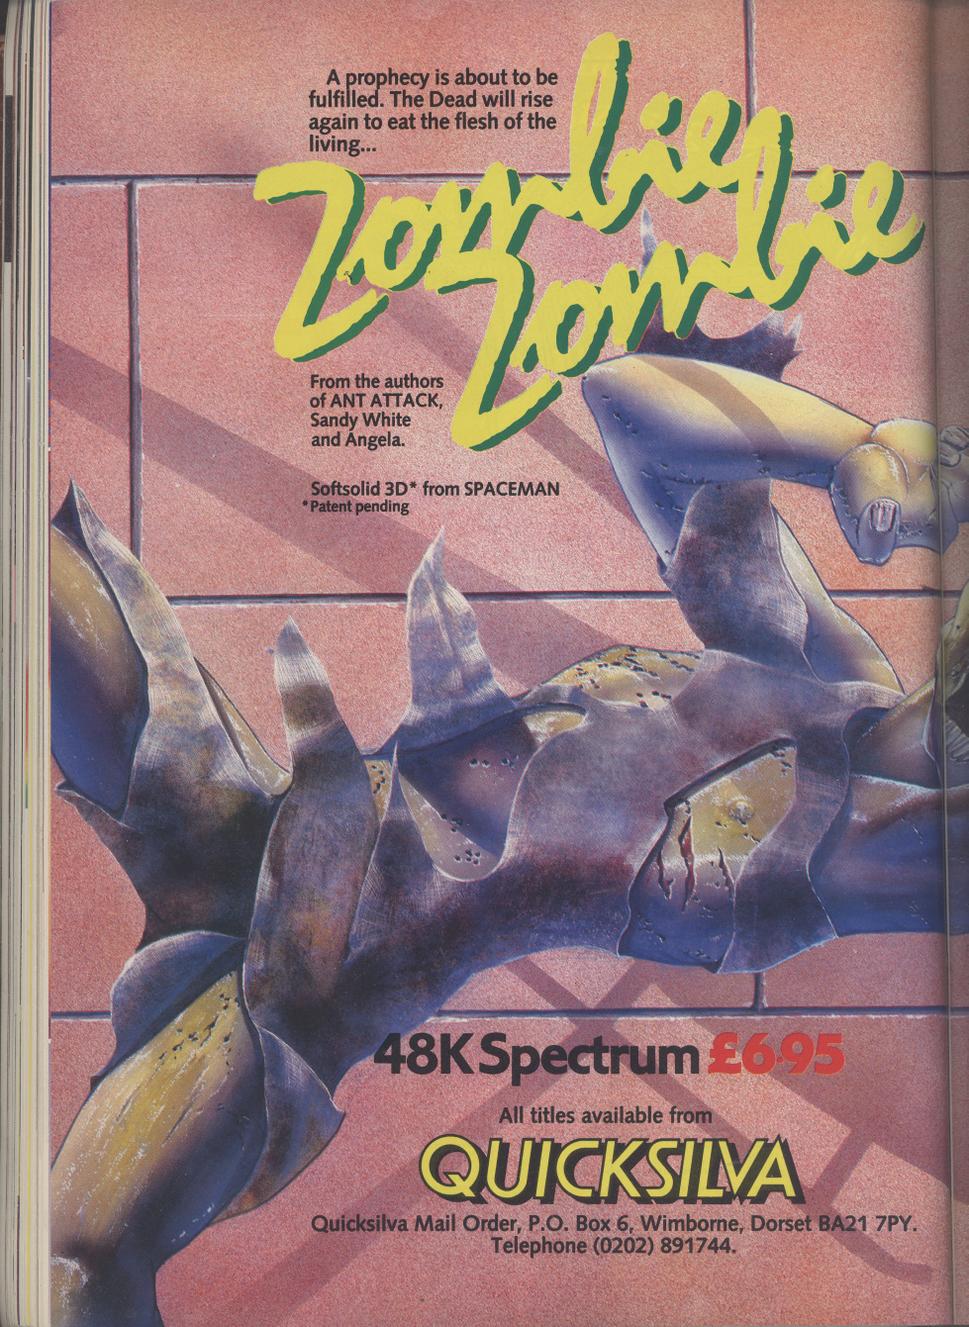 A prophecy is about to be
fulfilled. The Dead will rise
again to eat the flesh of the
living...
Zombie
Zombie
From the authors
of ANT ATTACK,
Sandy White
and Angela.
Softsolid 3D* from SPACEMAN
*Patent pending
48K Spectrum £6·95
All titles available from
QUICKSILVA
Quicksilva Mail Order, P.O. Box 6, Wimborne, Dorset BA21 7PY.
Telephone (0202) 891744.